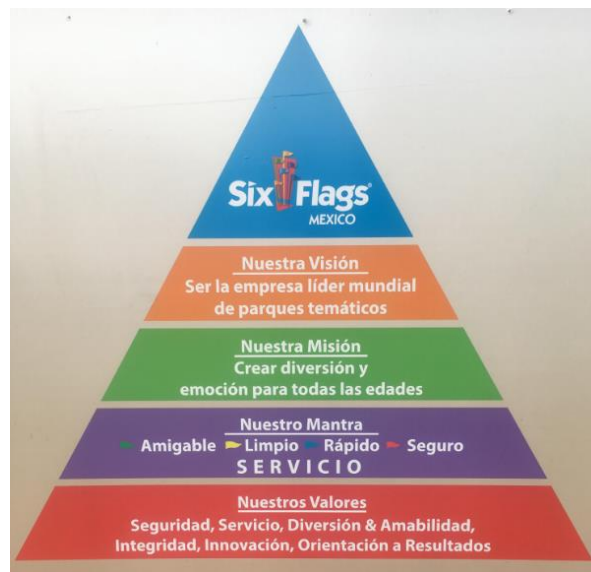 Six Flags
MEXICO
Nuestra Visión
Ser la empresa líder mundial
de parques temáticos
Nuestra Misión
Crear diversión y
emoción para todas las edades
Nuestro Mantra
Amigable Limpio Rápido Seguro
SERVICIO
Nuestros Valores
Seguridad, Servicio, Diversión & Amabilidad,
Integridad, Innovación, Orientación a Resultados